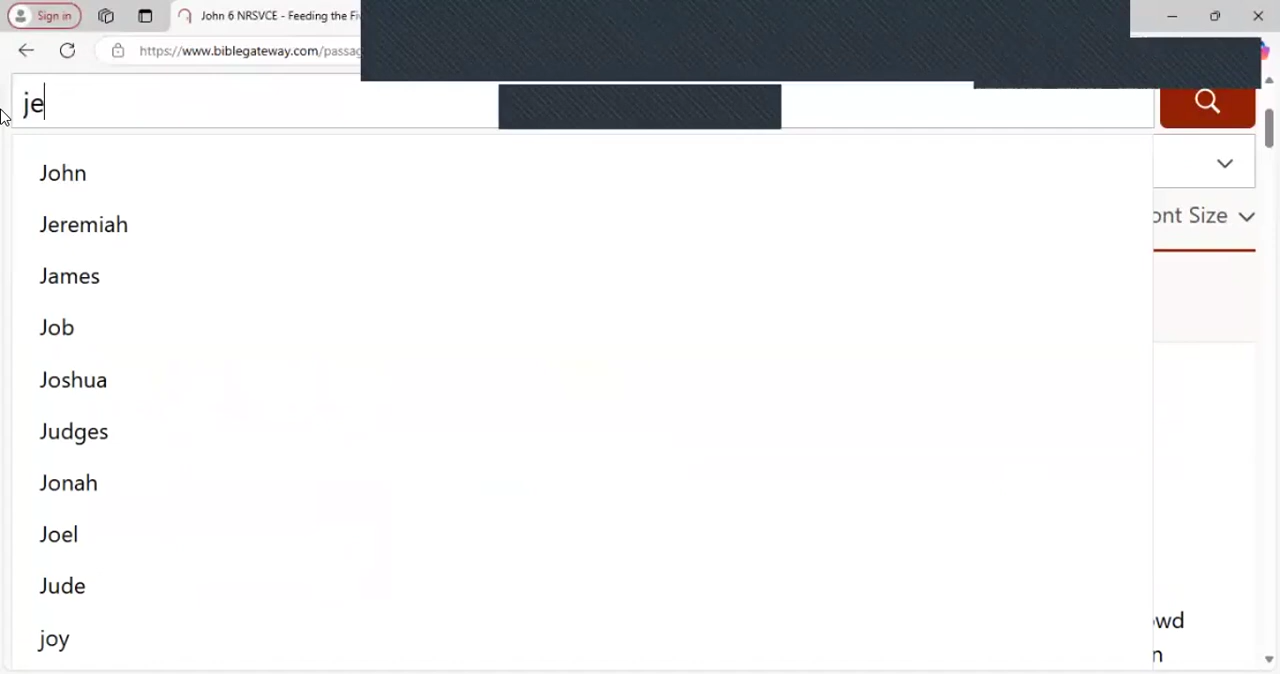 Sign in
John 6 NRSVCE - Feeding the Fi
https://www.biblegateway.com/passag
je
John
Jeremiah
ont Size
James
Job
Joshua
Judges
Jonah
Joel
Jude
wd
joy
n